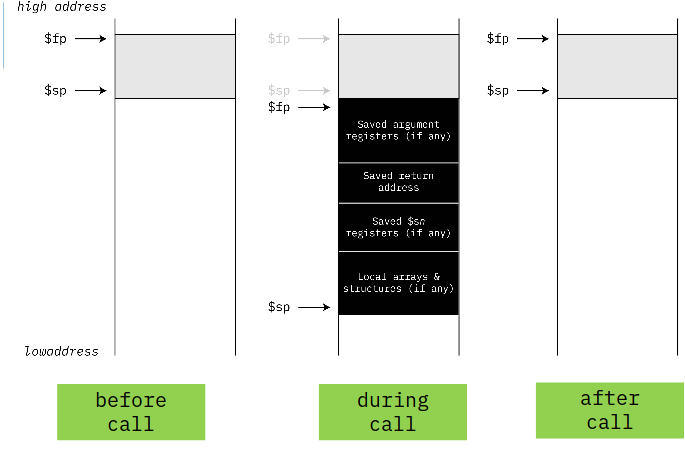 high address
$fp
$sp
$fp
$sp
$fp
Saved argument
registers (if any)
Saved return
address
Saved $sn
registers (if any)
Local arrays &
structures (if any)
$sp
$fp
$sp
lowaddress
before
call
during
call
after
call